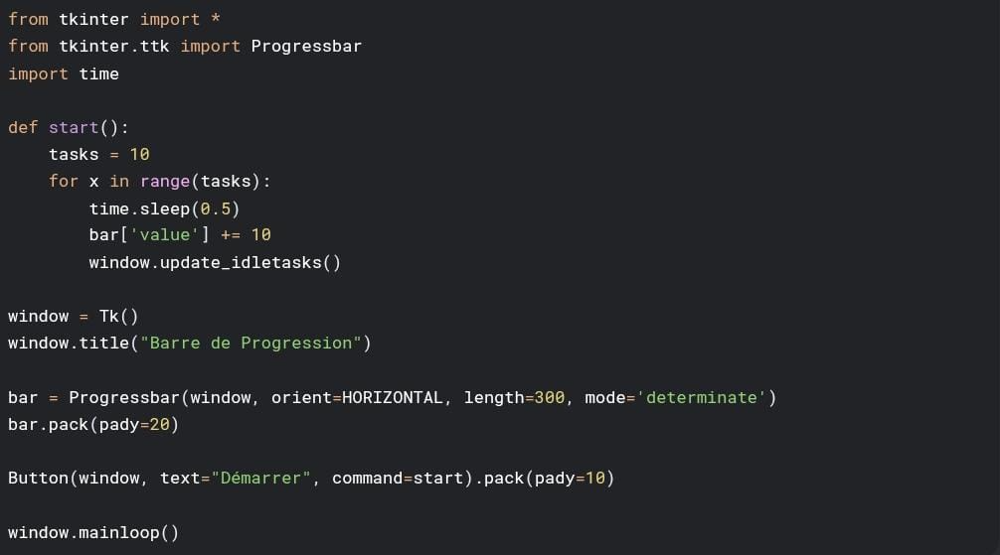 from tkinter import *
from tkinter.ttk import Progressbar
import time

def start():
    tasks = 10
    for x in range(tasks):
        time.sleep(0.5)
        bar['value'] += 10
        window.update_idletasks()

window = Tk()
window.title("Barre de Progression")

bar = Progressbar(window, orient=HORIZONTAL, length=300, mode='determinate')
bar.pack(pady=20)

Button(window, text="Démarrer", command=start).pack(pady=10)

window.mainloop()